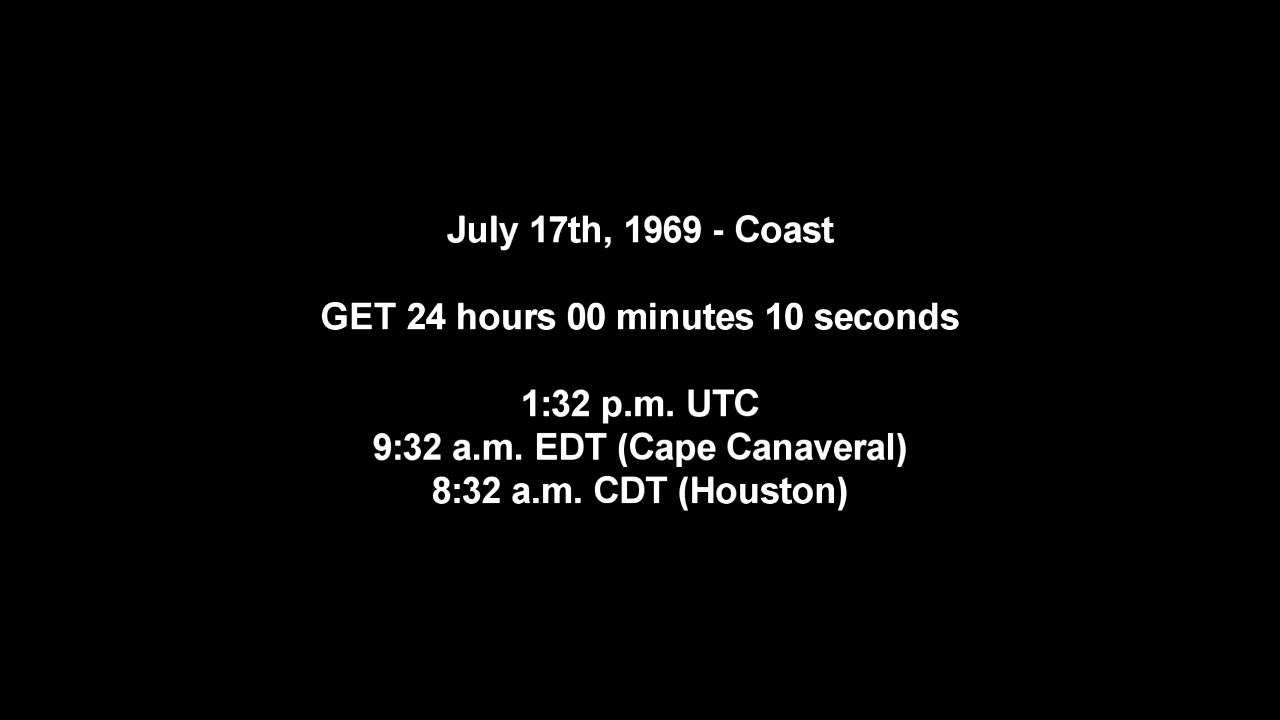 July 17th, 1969 - Coast
GET 24 hours 00 minutes 10 seconds
1:32 p.m. UTC
9:32 a.m. EDT (Cape Canaveral)
8:32 a.m. CDT (Houston)